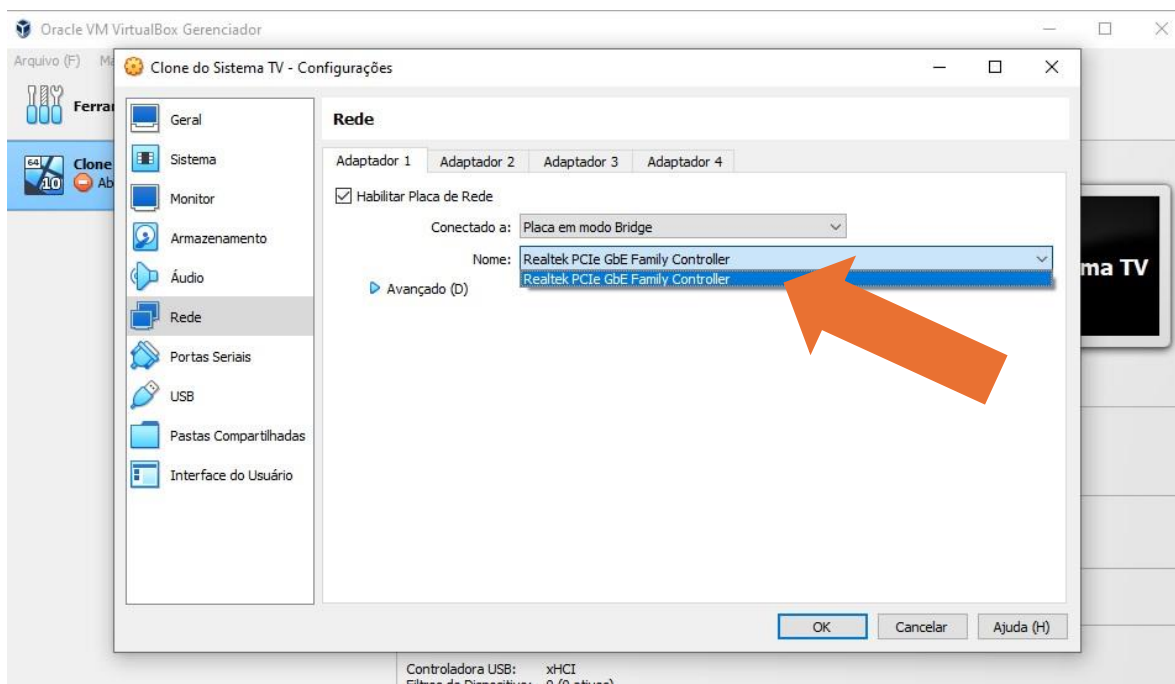 Oracle VM VirtualBox Gerenciador
Arquivo (F)
Clone do Sistema TV - Configurações
Geral
Sistema
Monitor
Armazenamento
Áudio
Rede
Portas Seriais
USB
Pastas Compartilhadas
Interface do Usuário
Rede
Adaptador 1 Adaptador 2 Adaptador 3 Adaptador 4
Habilitar Placa de Rede
Conectado a: Placa em modo Bridge
Nome: Realtek PCIe GbE Family Controller
Realtek PCIe GbE Family Controller
Avançado (D)
OK Cancelar Ajuda (H)
64
10
Clone
ma TV
Controladora USB: xHCI